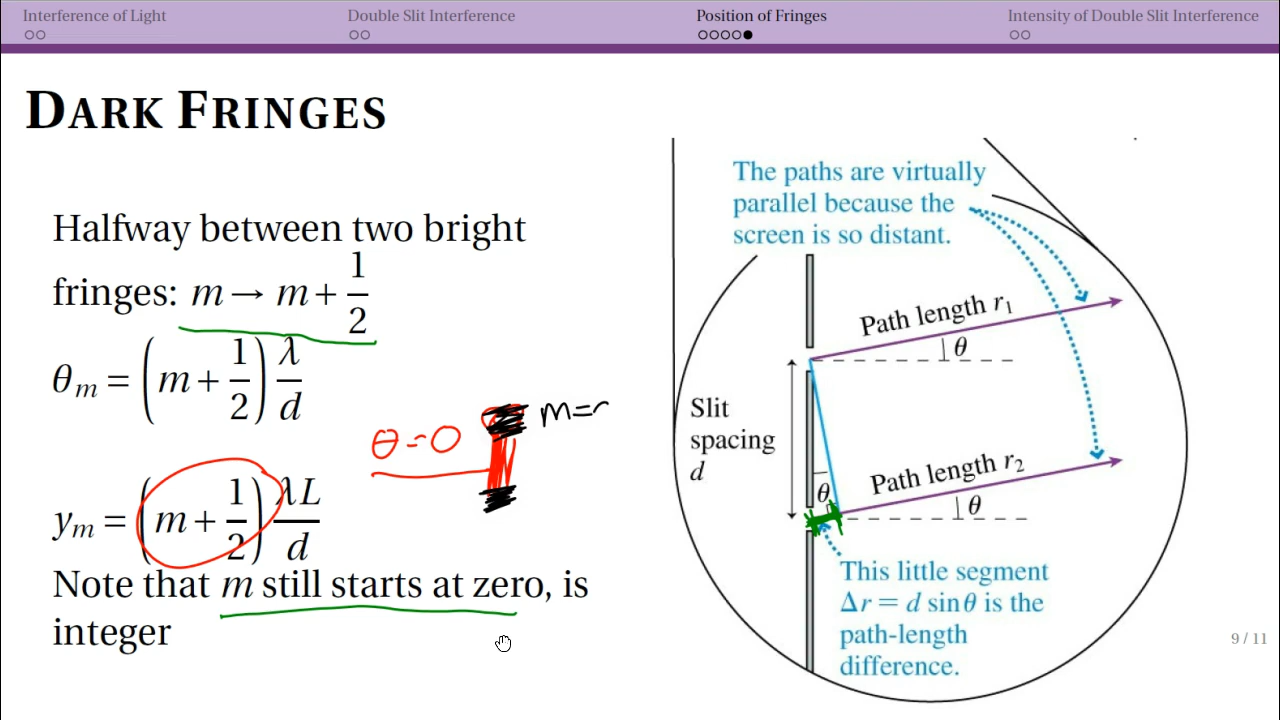 Interference of Light
Double Slit Interference
Position of Fringes
Intensity of Double Slit Interference
DARK FRINGES
Halfway between two bright
fringes: m → m + 1/2
θm = (m + 1/2) λ/d
θ = 0
m =
ym = (m + 1/2) λL/d
Note that m still starts at zero, is
integer
The paths are virtually
parallel because the
screen is so distant.
Path length r1
θ
Slit
spacing
d
Path length r2
θ
θ
This little segment
Δr = d sin θ is the
path-length
difference.
9 / 11